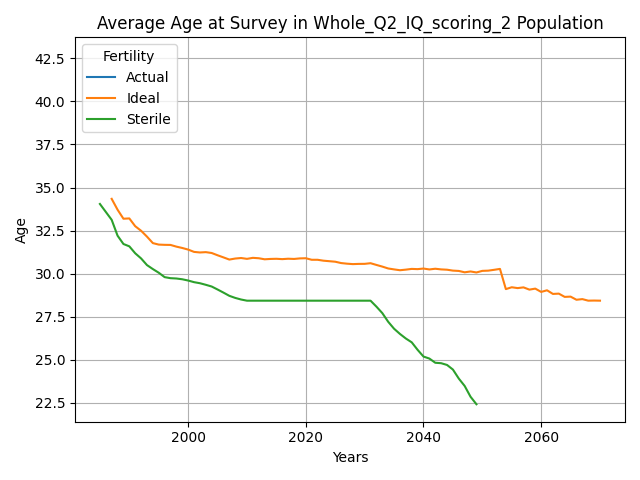 Average Age at Survey in Whole_Q2_IQ_scoring_2 Population
42.5
40.0
37.5
35.0
32.5
30.0
27.5
25.0
22.5
Age
Fertility
Actual
Ideal
Sterile
2000 2020 2040 2060
Years